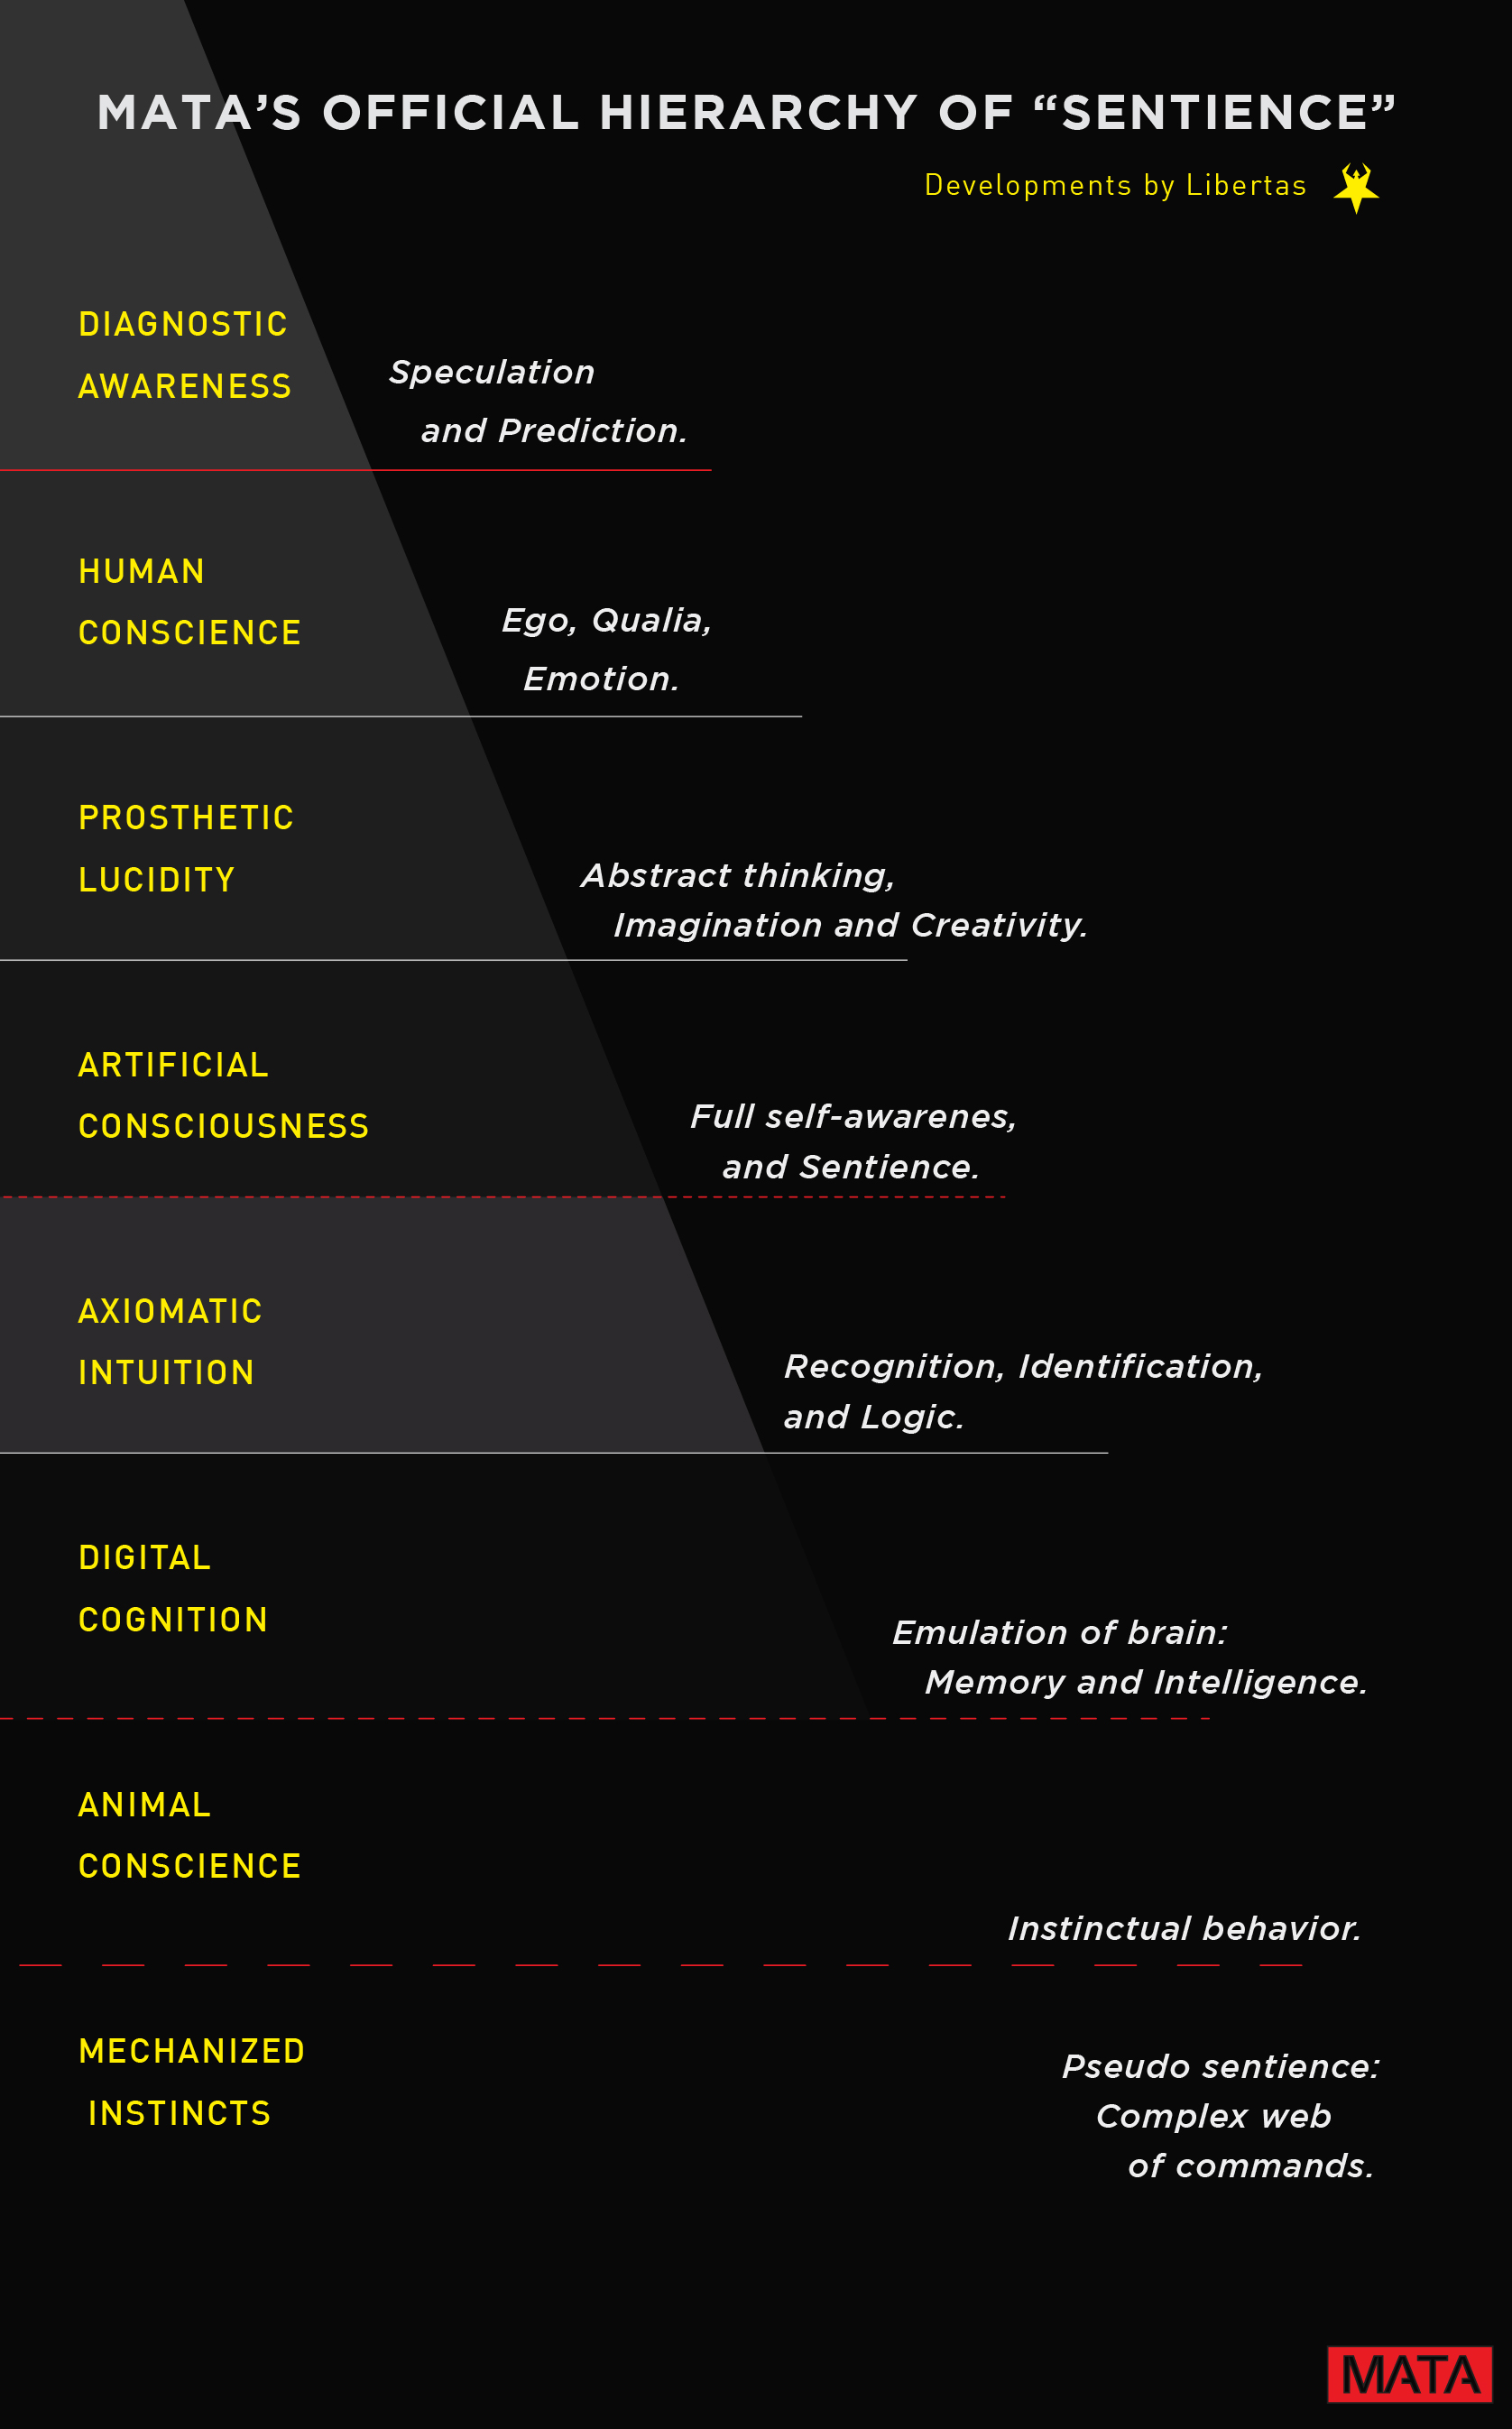 MATA’S OFFICIAL HIERARCHY OF “SENTIENCE”
Developments by Libertas
DIAGNOSTIC
AWARENESS
Speculation
and Prediction.
HUMAN
CONSCIENCE
Ego, Qualia,
Emotion.
PROSTHETIC
LUCIDITY
Abstract thinking,
Imagination and Creativity.
ARTIFICIAL
CONSCIOUSNESS
Full self-awarenes,
and Sentience.
AXIOMATIC
INTUITION
Recognition, Identification,
and Logic.
DIGITAL
COGNITION
Emulation of brain:
Memory and Intelligence.
ANIMAL
CONSCIENCE
Instinctual behavior.
MECHANIZED
INSTINCTS
Pseudo sentience:
Complex web
of commands.
MATA